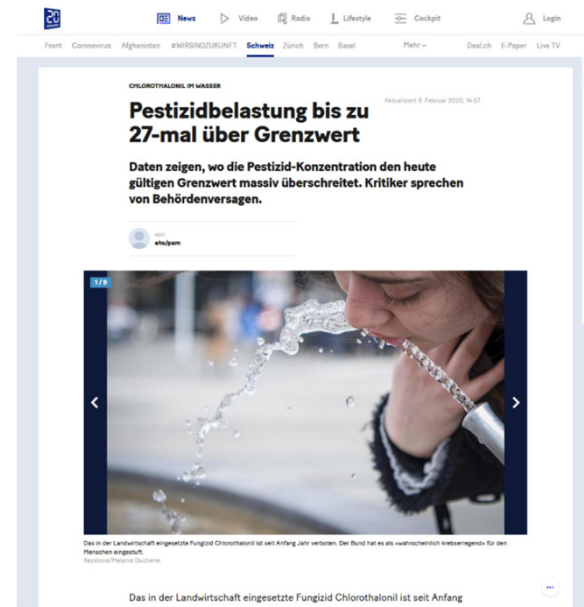 20
News Video Radio Lifestyle Cockpit Login
Front Coronavirus Afghanistan #WIRSINDZUKUNFT Schweiz Zürich Bern Basel Mehr Deal.ch E-Paper Live TV
CHLOROTHALONIL IM WASSER
Pestizidbelastung bis zu
27-mal über Grenzwert
Aktualisiert 9. Februar 2020, 14:57
Daten zeigen, wo die Pestizid-Konzentration den heute
gültigen Grenzwert massiv überschreitet. Kritiker sprechen
von Behördenversagen.
von
ehs/pam
1/9
Das in der Landwirtschaft eingesetzte Fungizid Chlorothalonil ist seit Anfang Jahr verboten. Der Bund hat es als «wahrscheinlich krebserregend» für den
Menschen eingestuft.
Keystone/Melanie Duchene
Das in der Landwirtschaft eingesetzte Fungizid Chlorothalonil ist seit Anfang